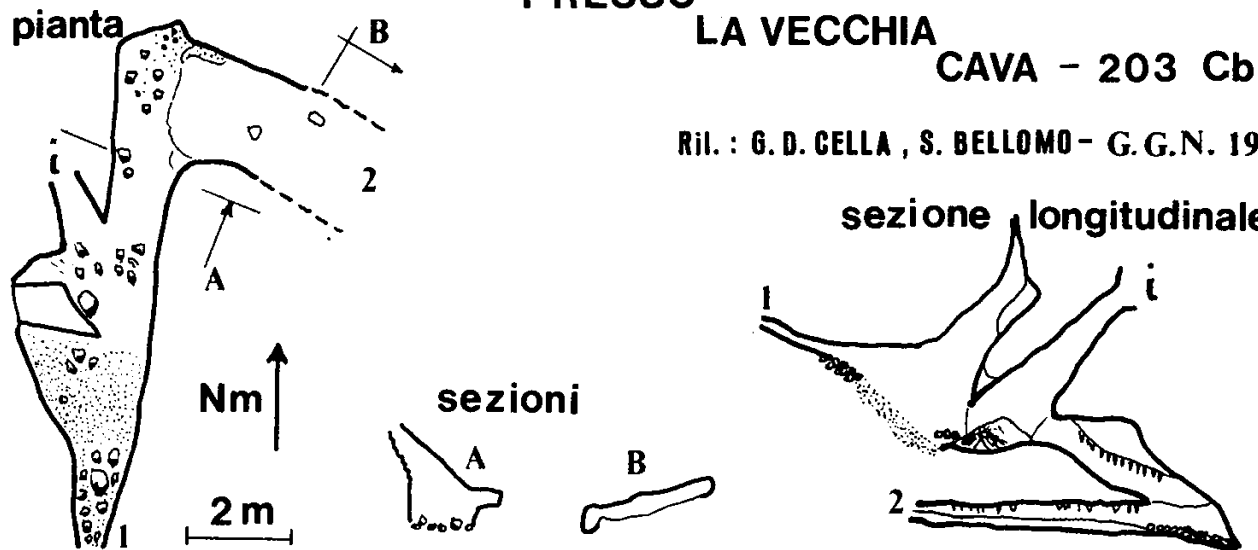 PRESSO
LA VECCHIA
CAVA - 203 Cb
Ril. : G. D. CELLA , S. BELLOMO - G.G.N. 19
pianta
B
i
2
A
sezione longitudinale
1
i
Nm
sezioni
A
B
2 m
1
2